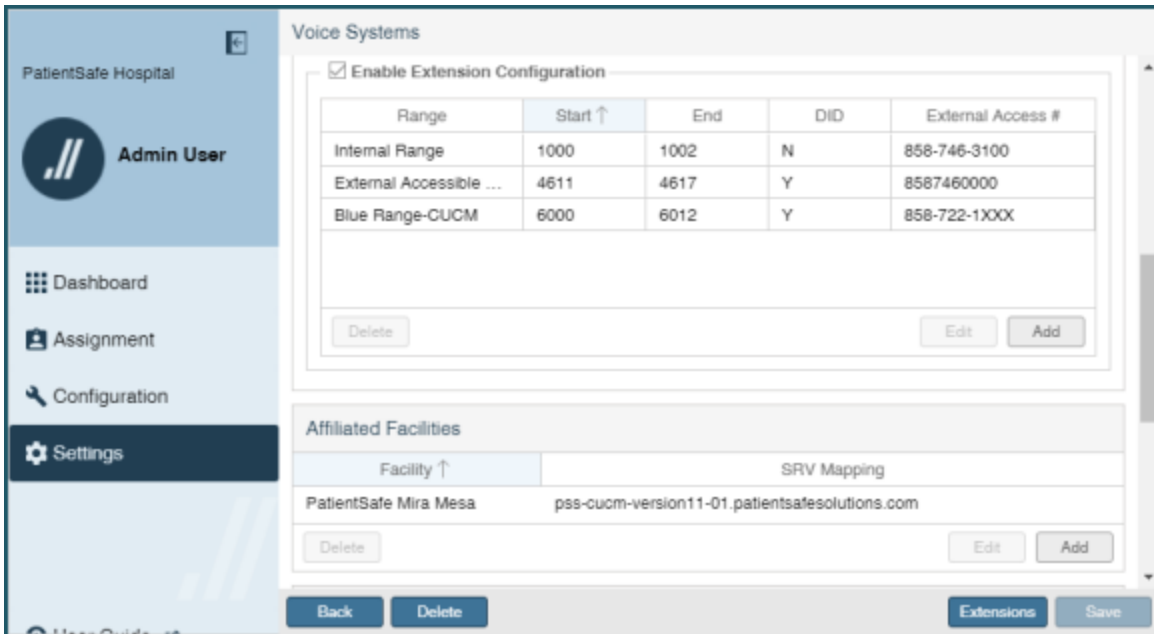 Voice Systems
PatientSafe Hospital
Admin User
Dashboard
Assignment
Configuration
Settings
User Guide
Enable Extension Configuration
Range Start ↑ End DID External Access #
Internal Range 1000 1002 N 858-746-3100
External Accessible ... 4611 4617 Y 8587460000
Blue Range-CUCM 6000 6012 Y 858-722-1XXX
Delete Edit Add
Affiliated Facilities
Facility ↑ SRV Mapping
PatientSafe Mira Mesa pss-cucm-version11-01.patientsafesolutions.com
Delete Edit Add
Back Delete Extensions Save